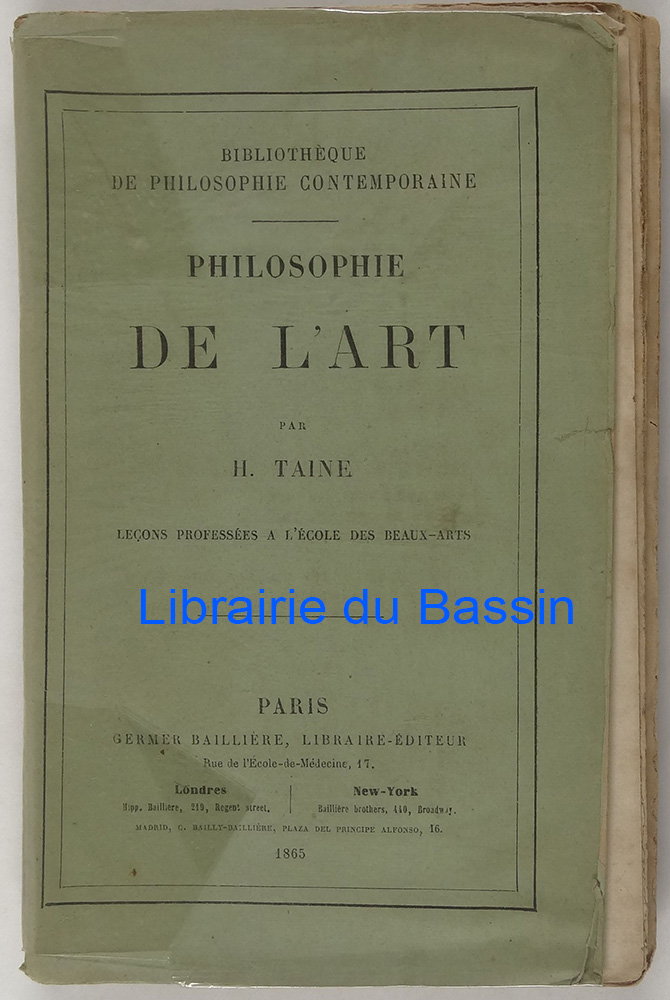 BIBLIOTHÈQUE
DE PHILOSOPHIE CONTEMPORAINE
PHILOSOPHIE
DE L'ART
PAR
H. TAINE
LEÇONS PROFESSÉES A L'ÉCOLE DES BEAUX-ARTS
Librairie du Bassin
PARIS
GERMER BAILLIÈRE, LIBRAIRE-ÉDITEUR
Rue de l'École-de-Médecine, 17.
Londres
Hipp. Baillière, 219, Regent street.
New-York
Baillière brothers, 440, Broadway.
MADRID, C. BAILLY-BAILLIÈRE, PLAZA DEL PRINCIPE ALFONSO, 16.
1865